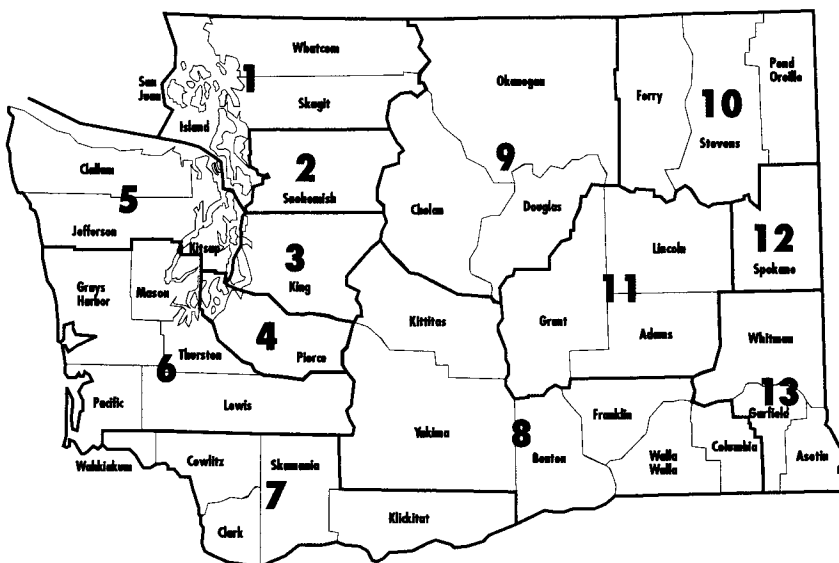 Whatcom
San
Juan
1
Skagit
Island
Okanogan
Ferry
10
Stevens
Pend
Oreille
Clallam
5
Jefferson
2
Snohomish
9
Chelan
Douglas
Kitsap
3
King
Lincoln
12
Spokane
Grays
Harbor
Mason
4
Pierce
Kittitas
11
Grant
Adams
Whitman
Thurston
6
Pacific
Lewis
Yakima
8
Benton
Franklin
Walla
Walla
Columbia
13
Garfield
Asotin
Wahkiakum
Cowlitz
Skamania
7
Clark
Klickitat